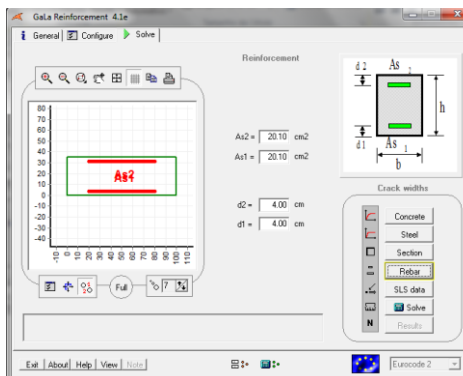 GaLa Reinforcement 4.1e
General Configure Solve
Reinforcement
80
70
60
50
40
30
20
10
0
-10
-20
-30
-40
-10 0 10 20 30 40 50 60 70 80 90 100 110
As2
As2 = 20.10 cm2
As1 = 20.10 cm2
d2 = 4.00 cm
d1 = 4.00 cm
Full
7
d 2 As 2
h
d1 As 1
b
Crack widths
Concrete
Steel
Section
Rebar
SLS data
Solve
N Results
Exit About Help View Note
Eurocode 2